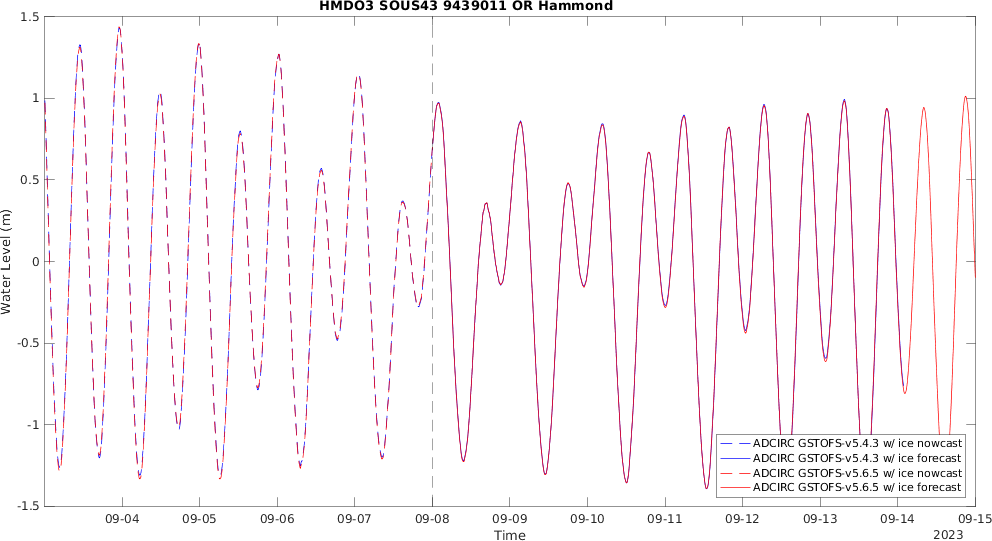 HMDO3 SOUS43 9439011 OR Hammond
1.5
1
0.5
0
-0.5
-1
-1.5
Water Level (m)
ADCIRC GSTOFS-v5.4.3 w/ ice nowcast
ADCIRC GSTOFS-v5.4.3 w/ ice forecast
ADCIRC GSTOFS-v5.6.5 w/ ice nowcast
ADCIRC GSTOFS-v5.6.5 w/ ice forecast
09-04 09-05 09-06 09-07 09-08 09-09 09-10 09-11 09-12 09-13 09-14 09-15
Time
2023